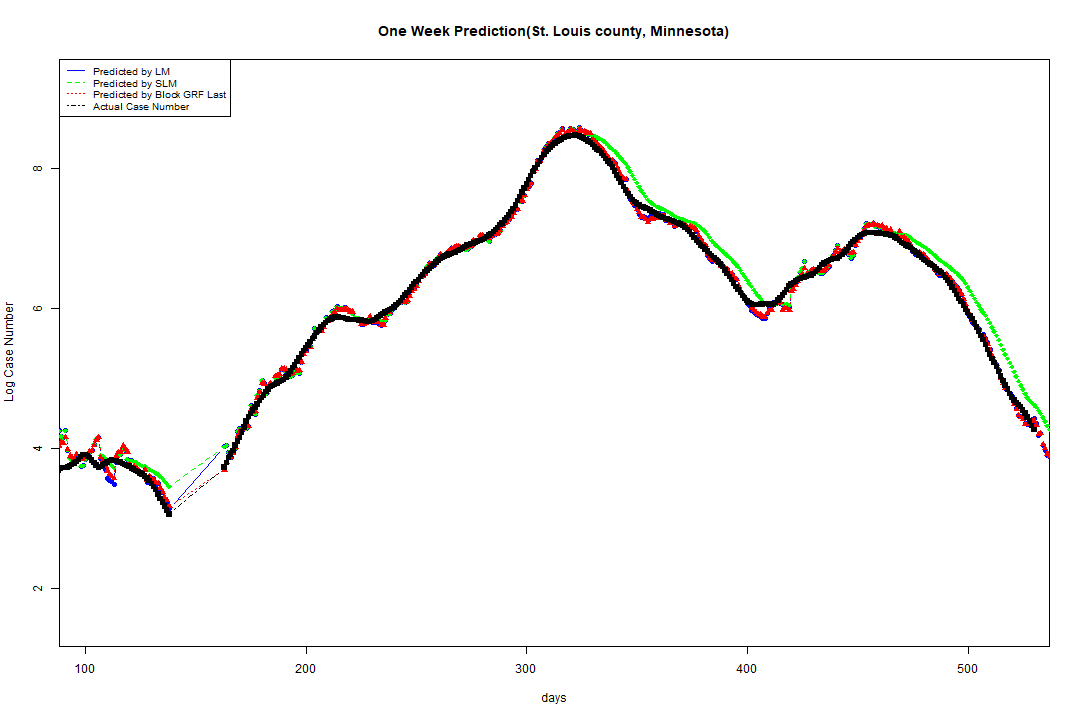 One Week Prediction(St. Louis county, Minnesota)
Predicted by LM
Predicted by SLM
Predicted by Block GRF Last
Actual Case Number
Log Case Number
8
6
4
2
100 200 300 400 500
days